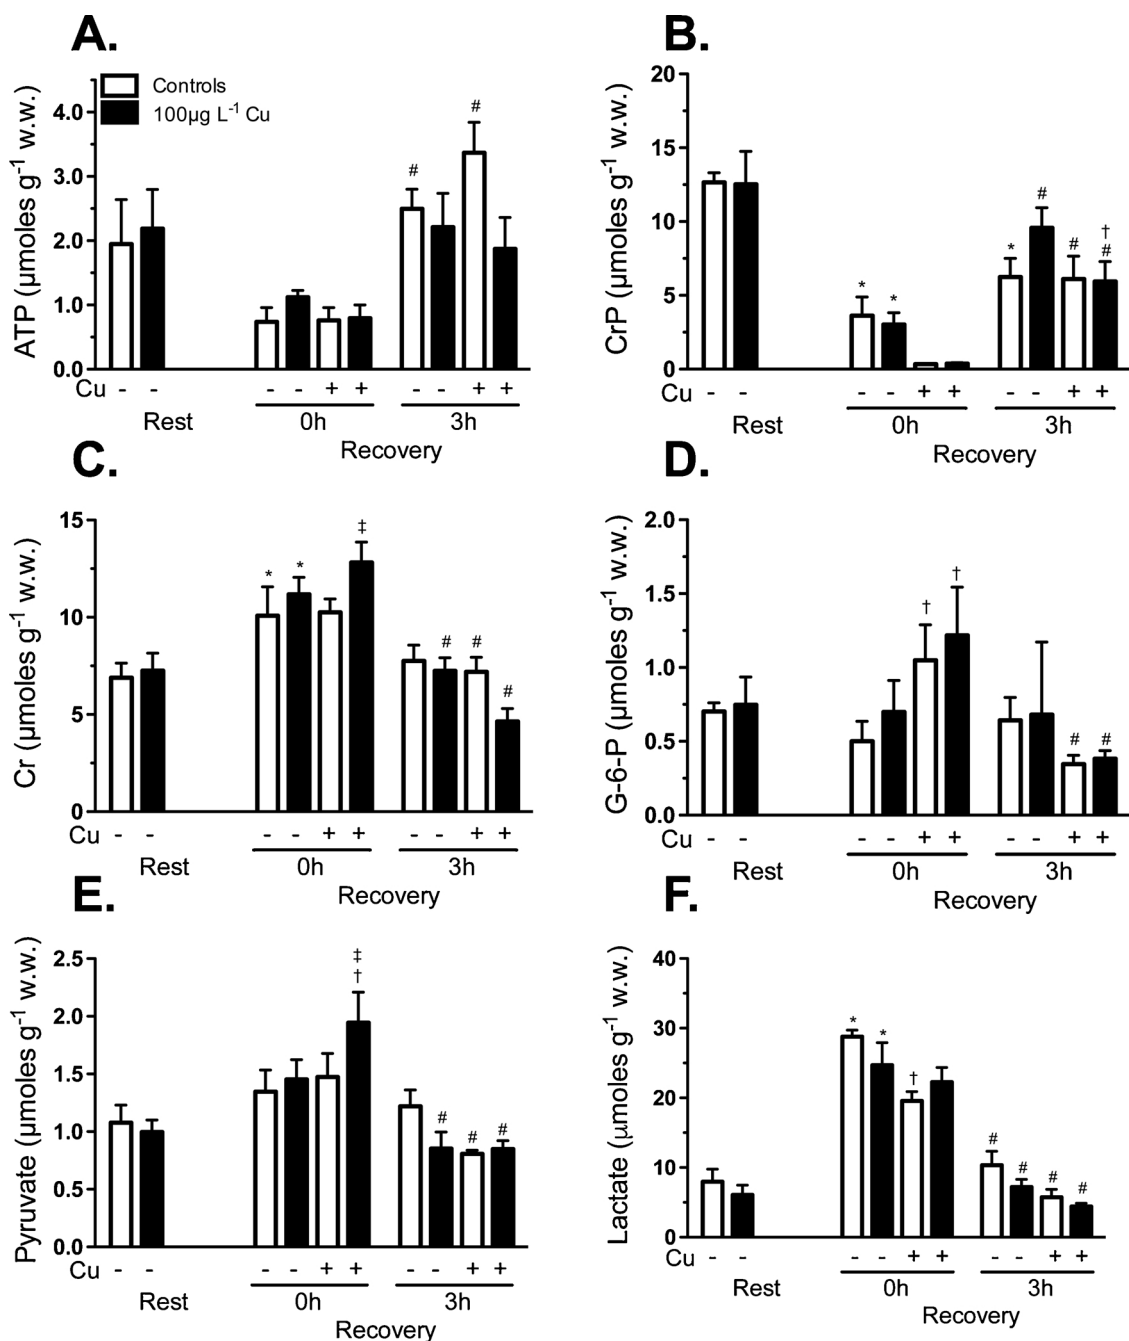 A.
Controls
100µg L⁻¹ Cu
ATP (µmoles g⁻¹ w.w.)
4.0
3.0
2.0
1.0
0.0
# # 
Cu - - - - + + - - + +
Rest 0h 3h
Recovery
B.
CrP (µmoles g⁻¹ w.w.)
20
15
10
5
0
* * * # # † #
Cu - - - - + + - - + +
Rest 0h 3h
Recovery
C.
Cr (µmoles g⁻¹ w.w.)
15
10
5
0
* * ‡ # # #
Cu - - - - + + - - + +
Rest 0h 3h
Recovery
D.
G-6-P (µmoles g⁻¹ w.w.)
2.0
1.5
1.0
0.5
0.0
† † # #
Cu - - - - + + - - + +
Rest 0h 3h
Recovery
E.
Pyruvate (µmoles g⁻¹ w.w.)
2.5
2.0
1.5
1.0
0.5
0.0
‡ † # # #
Cu - - - - + + - - + +
Rest 0h 3h
Recovery
F.
Lactate (µmoles g⁻¹ w.w.)
40
30
20
10
0
* * † # # # #
Cu - - - - + + - - + +
Rest 0h 3h
Recovery